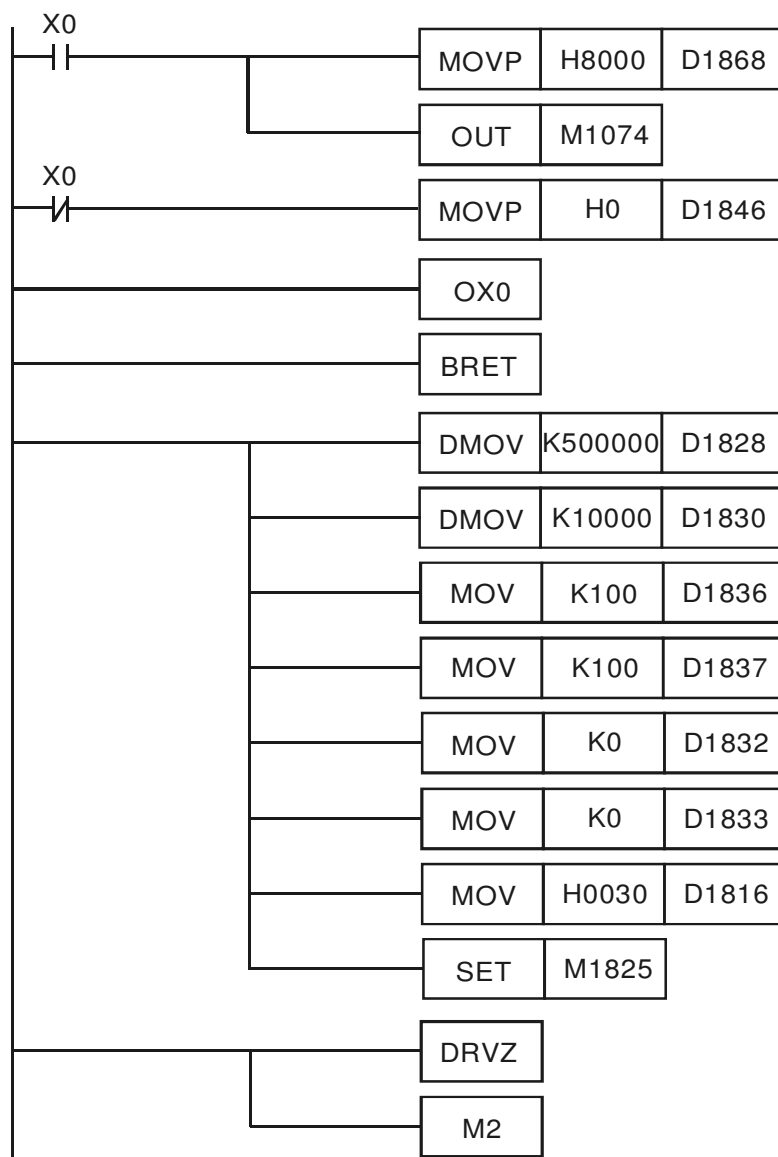 X0
MOVP H8000 D1868
OUT M1074
X0
MOVP H0 D1846
OX0
BRET
DMOV K500000 D1828
DMOV K10000 D1830
MOV K100 D1836
MOV K100 D1837
MOV K0 D1832
MOV K0 D1833
MOV H0030 D1816
SET M1825
DRVZ
M2